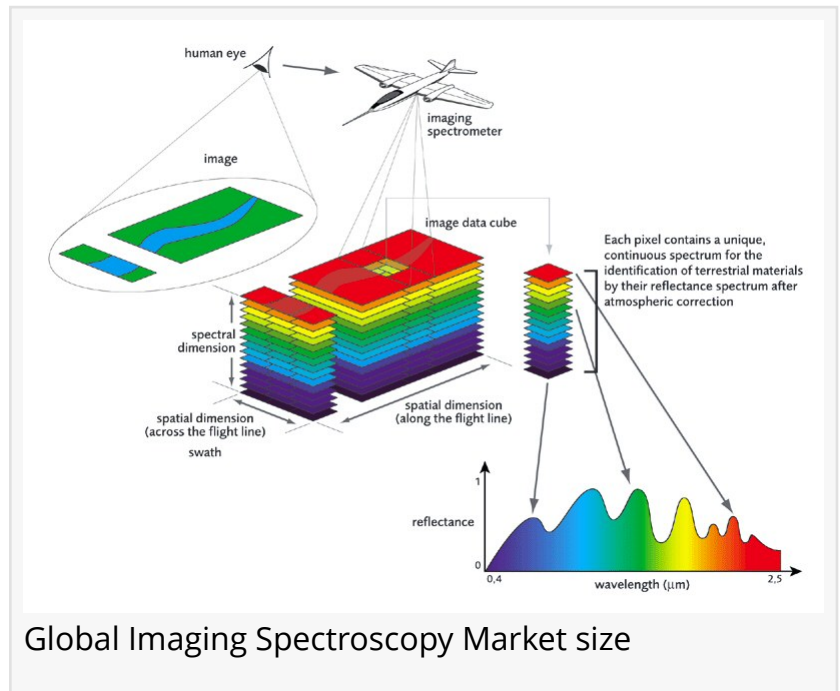 human eye
imaging
spectrometer
image
image data cube
Each pixel contains a unique,
continuous spectrum for the
identification of terrestrial materials
by their reflectance spectrum after
atmospheric correction
spectral
dimension
spatial dimension
(across the flight line)
swath
spatial dimension
(along the flight line)
1
reflectance
0
0,4
wavelength (μm)
2,5
Global Imaging Spectroscopy Market size